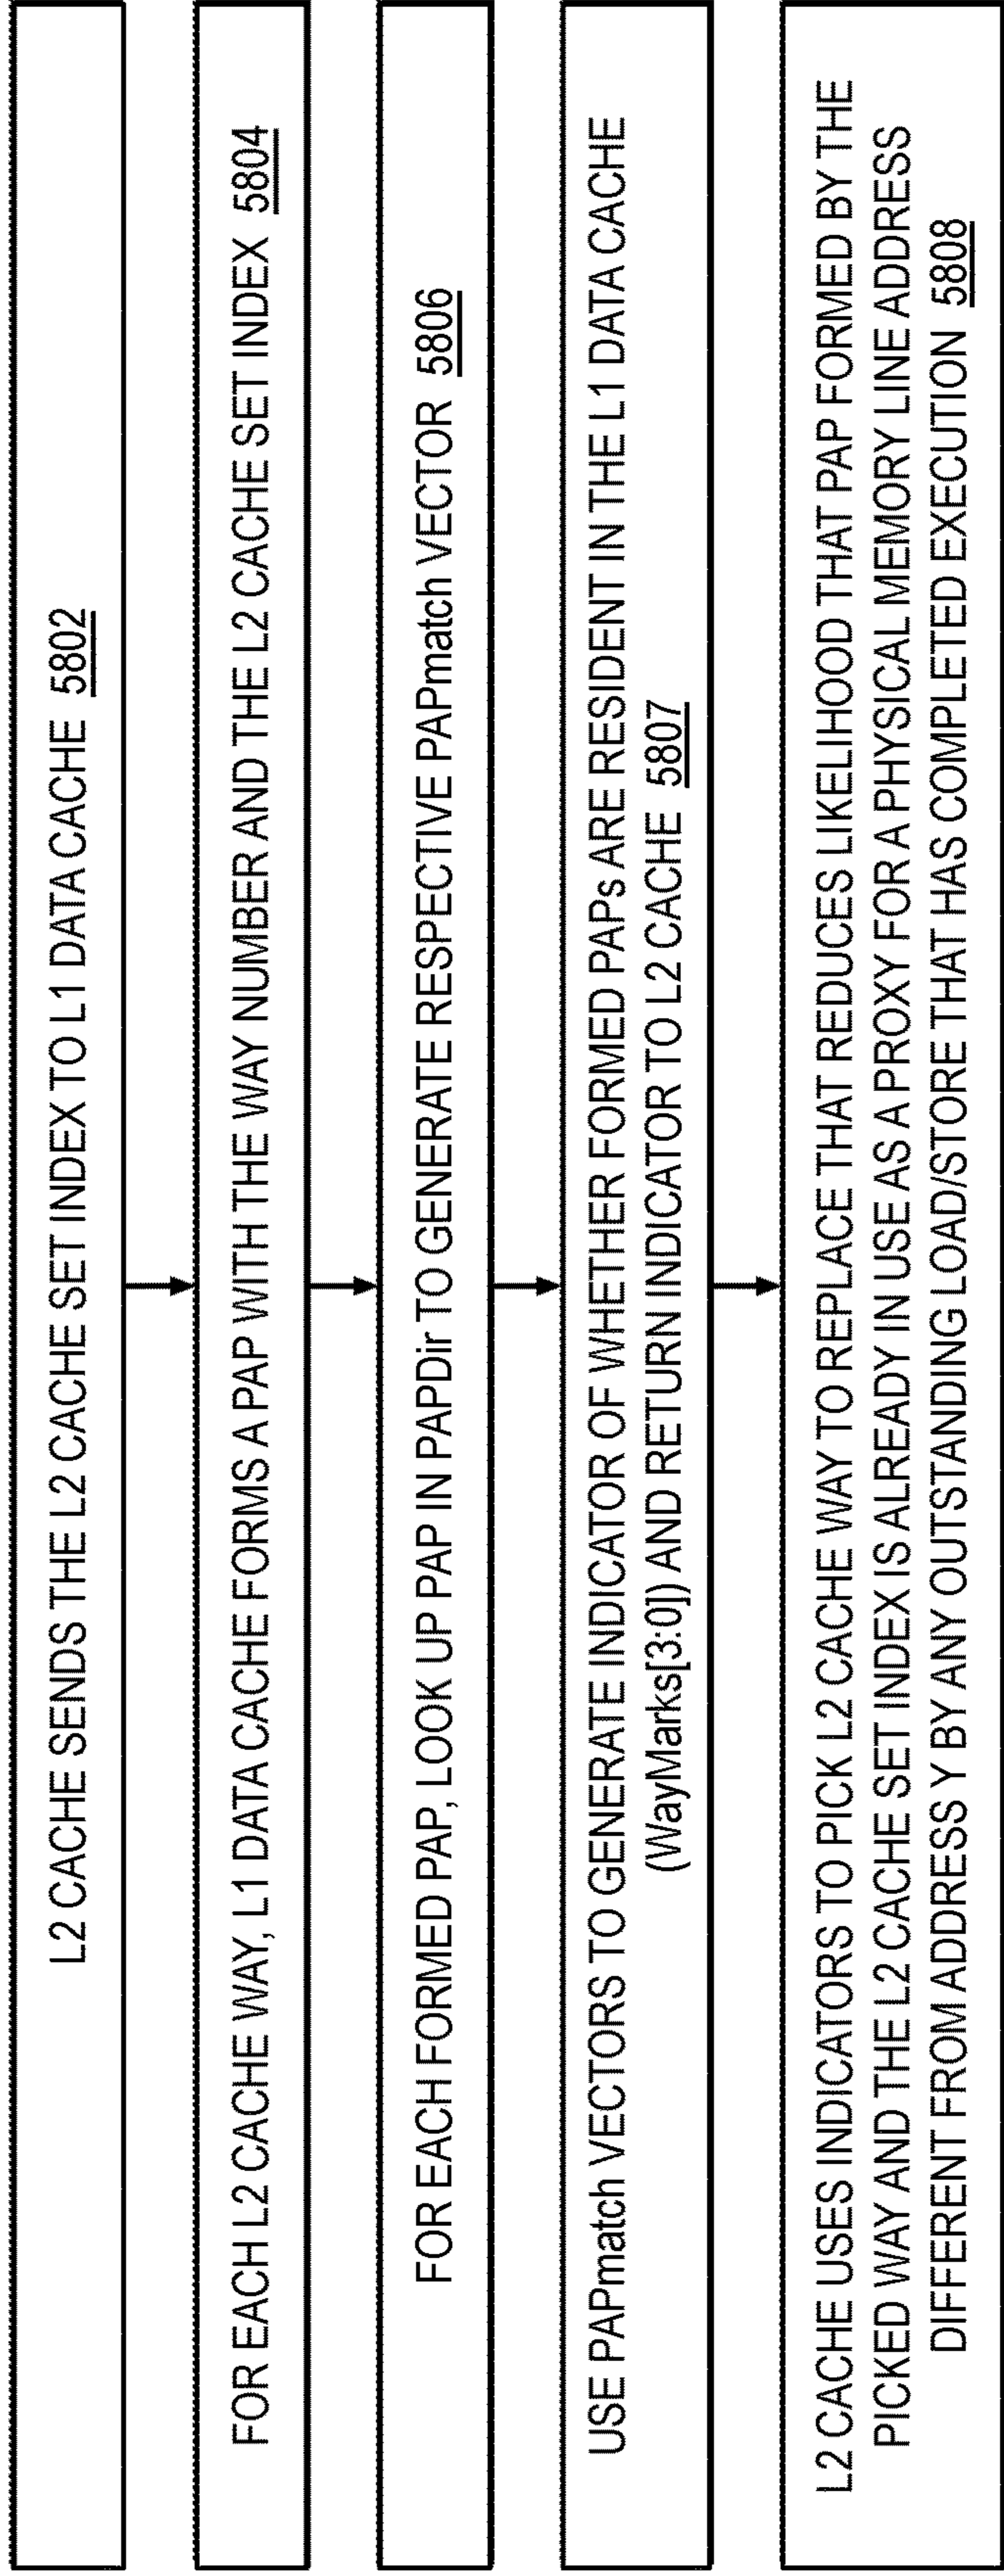 L2 CACHE SENDS THE L2 CACHE SET INDEX TO L1 DATA CACHE 5802
FOR EACH L2 CACHE WAY, L1 DATA CACHE FORMS A PAP WITH THE WAY NUMBER AND THE L2 CACHE SET INDEX 5804
FOR EACH FORMED PAP, LOOK UP PAP IN PAPDir TO GENERATE RESPECTIVE PAPmatch VECTOR 5806
USE PAPmatch VECTORS TO GENERATE INDICATOR OF WHETHER FORMED PAPs ARE RESIDENT IN THE L1 DATA CACHE
(WayMarks[3:0]) AND RETURN INDICATOR TO L2 CACHE 5807
L2 CACHE USES INDICATORS TO PICK L2 CACHE WAY TO REPLACE THAT REDUCES LIKELIHOOD THAT PAP FORMED BY THE
PICKED WAY AND THE L2 CACHE SET INDEX IS ALREADY IN USE AS A PROXY FOR A PHYSICAL MEMORY LINE ADDRESS
DIFFERENT FROM ADDRESS Y BY ANY OUTSTANDING LOAD/STORE THAT HAS COMPLETED EXECUTION 5808